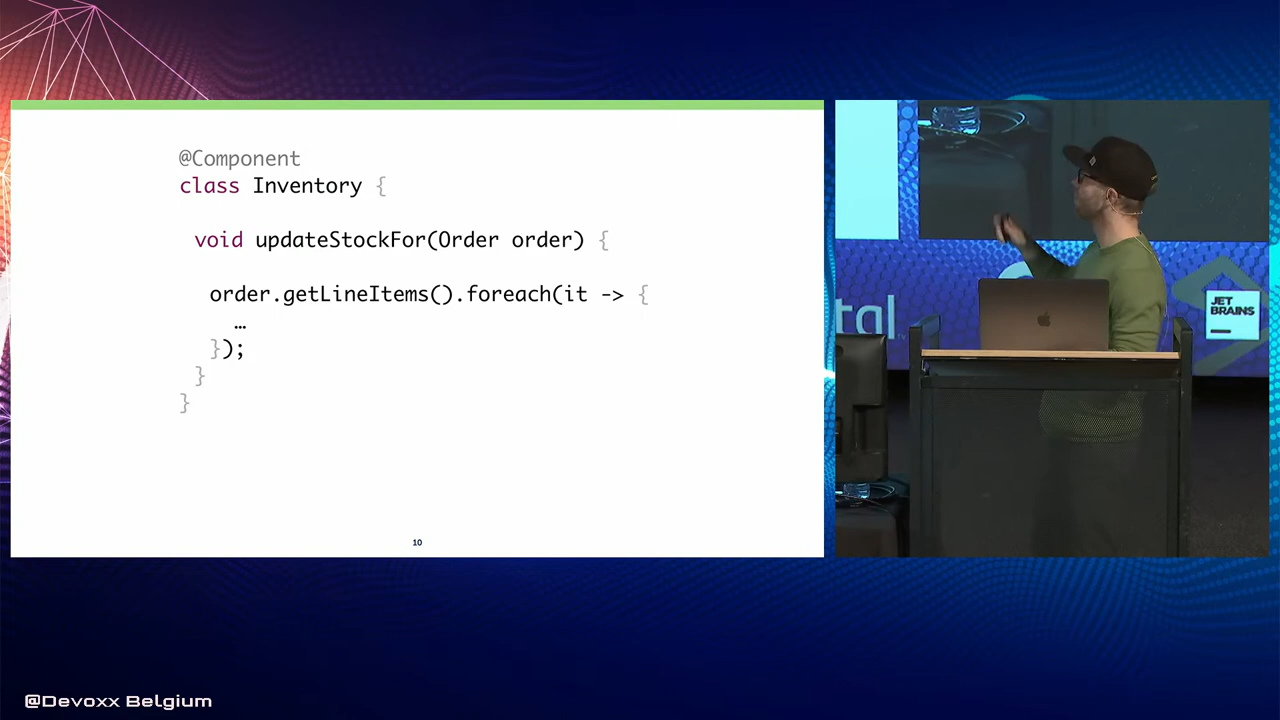 @Component
class Inventory {
void updateStockFor(Order order) {
order.getLineItems().foreach(it -> {
…
});
}
}
10
tal
JET
BRAINS
@Devoxx Belgium